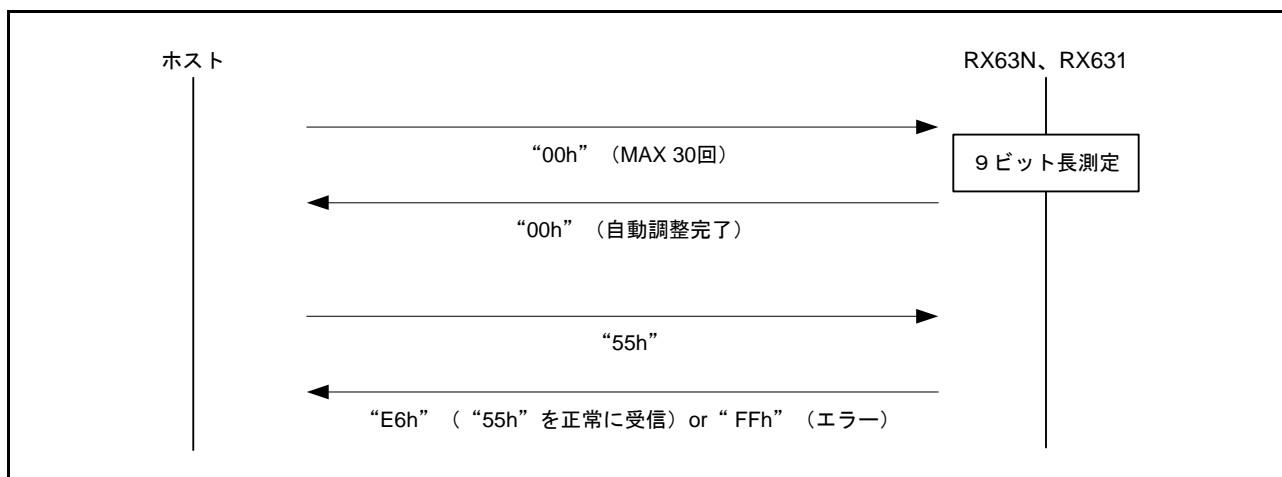 ホスト
RX63N、RX631
“00h” （MAX 30回）
９ビット長測定
“00h” （自動調整完了）
“55h”
“E6h” （ “55h” を正常に受信） or “ FFh” （エラー）